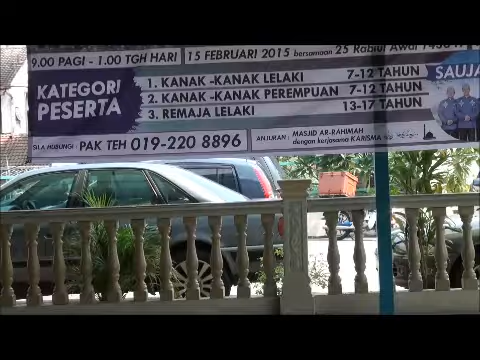 9.00 PAGI - 1.00 TGH HARI 15 FEBRUARI 2015 bersamaan 25 Rabiul Awal
KATEGORI PESERTA
1. KANAK-KANAK LELAKI 7-12 TAHUN
2. KANAK-KANAK PEREMPUAN 7-12 TAHUN
3. REMAJA LELAKI 13-17 TAHUN
SAUJA
SILA HUBUNGI : PAK TEH 019-220 8896
ANJURAN : MASJID AR-RAHIMAH
dengan kerjasama KARISMA